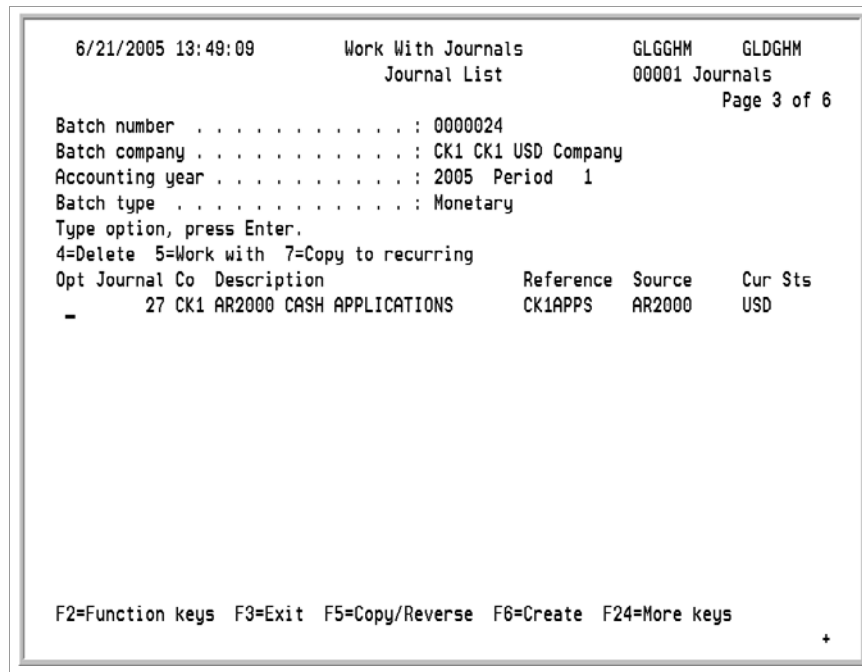 6/21/2005 13:49:09 Work With Journals GLGGHM GLDGHM
Journal List 00001 Journals
Page 3 of 6
Batch number . . . . . . . . . . . : 0000024
Batch company . . . . . . . . . . . : CK1 CK1 USD Company
Accounting year . . . . . . . . . . : 2005 Period 1
Batch type . . . . . . . . . . . . : Monetary
Type option, press Enter.
4=Delete 5=Work with 7=Copy to recurring
Opt Journal Co Description Reference Source Cur Sts
_ 27 CK1 AR2000 CASH APPLICATIONS CK1APPS AR2000 USD
F2=Function keys F3=Exit F5=Copy/Reverse F6=Create F24=More keys
+